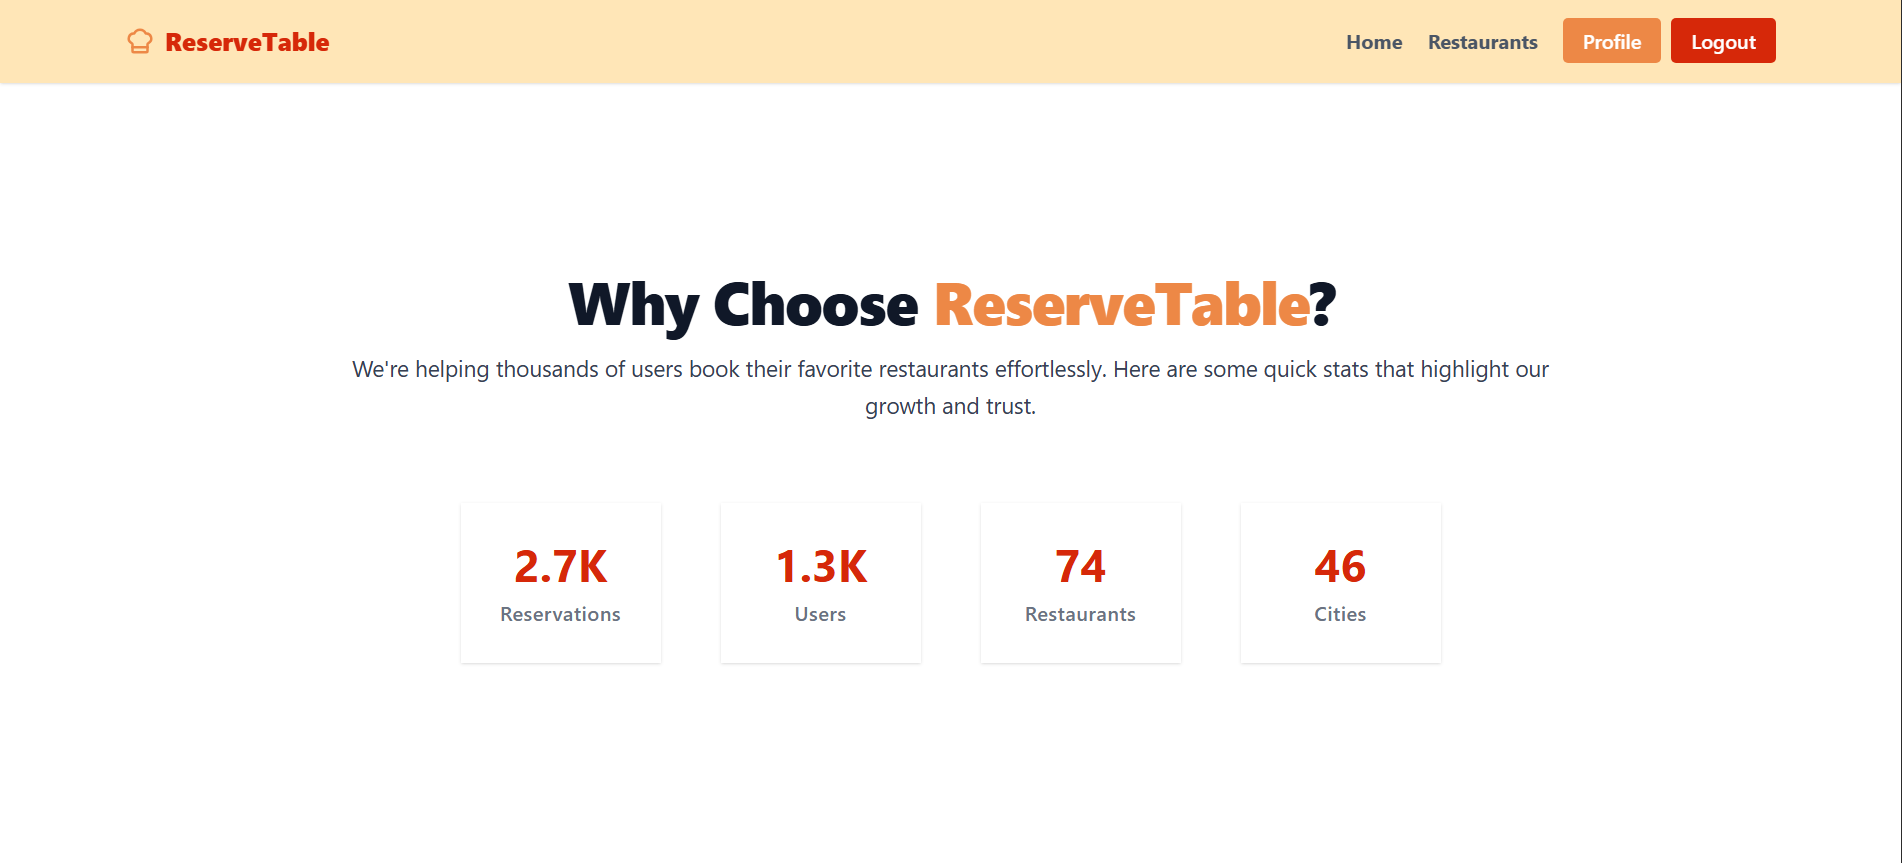 ReserveTable
Home
Restaurants
Profile
Logout
Why Choose ReserveTable?
We're helping thousands of users book their favorite restaurants effortlessly. Here are some quick stats that highlight our
growth and trust.
2.7K
Reservations
1.3K
Users
74
Restaurants
46
Cities